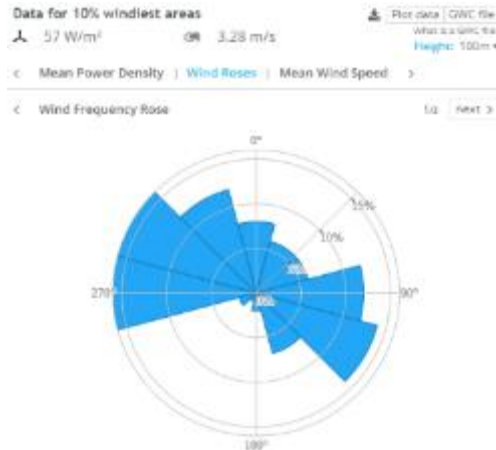 Data for 10% windiest areas
Plot data GWC file
57 W/m² 3.28 m/s
What is a GWC file
Height: 100m
‹ Mean Power Density | Wind Roses | Mean Wind Speed ›
‹ Wind Frequency Rose next ›
0°
15%
10%
270° 90°
180°